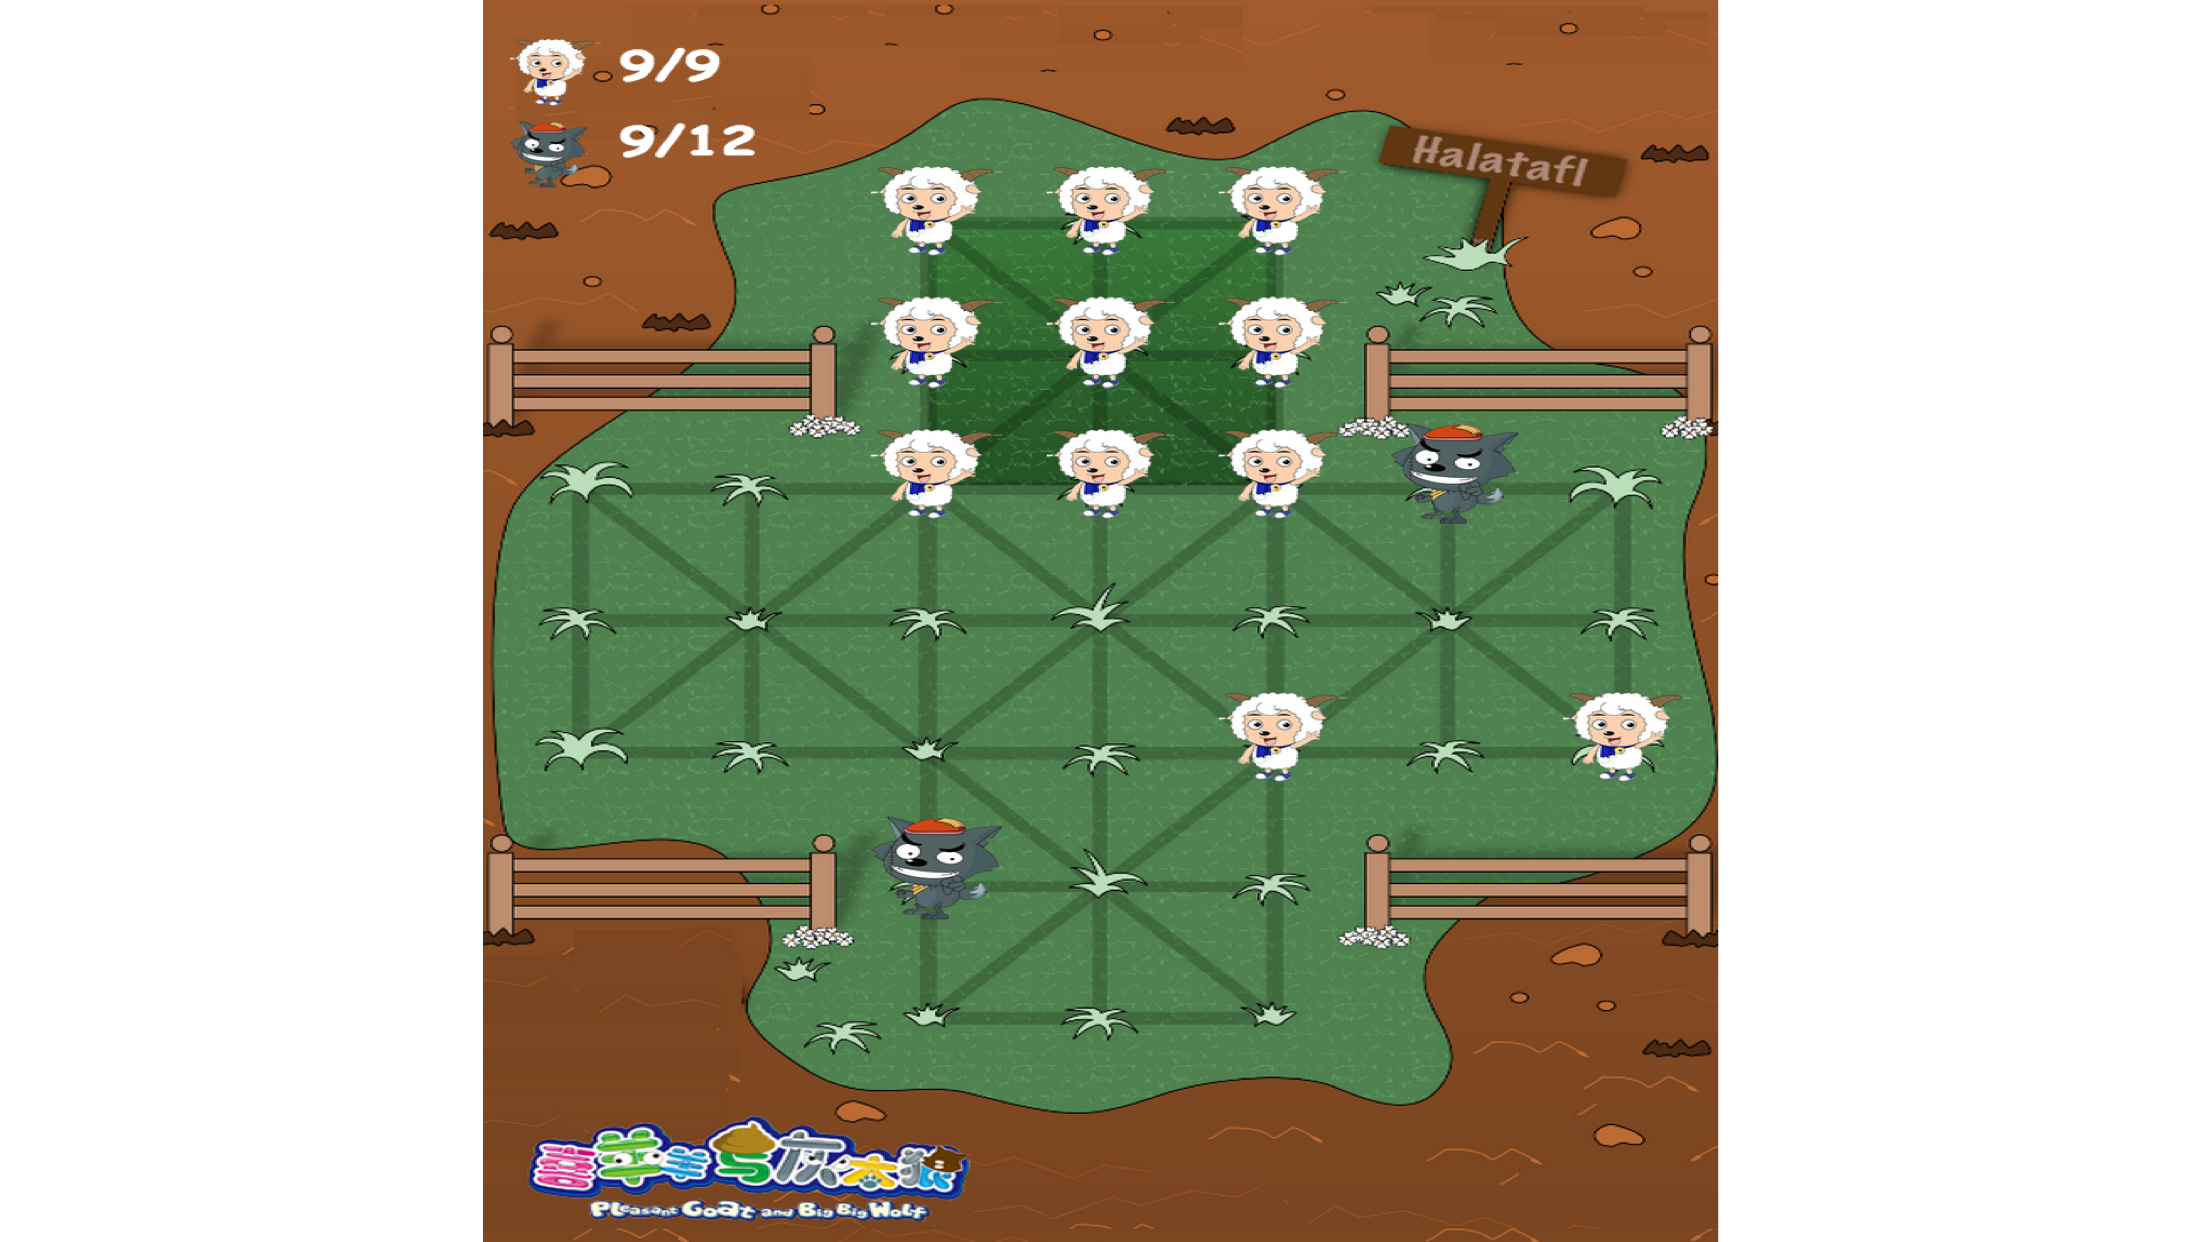 9/9
9/12
Halatafl
喜羊羊与灰太狼
Pleasant Goat and Big Big Wolf